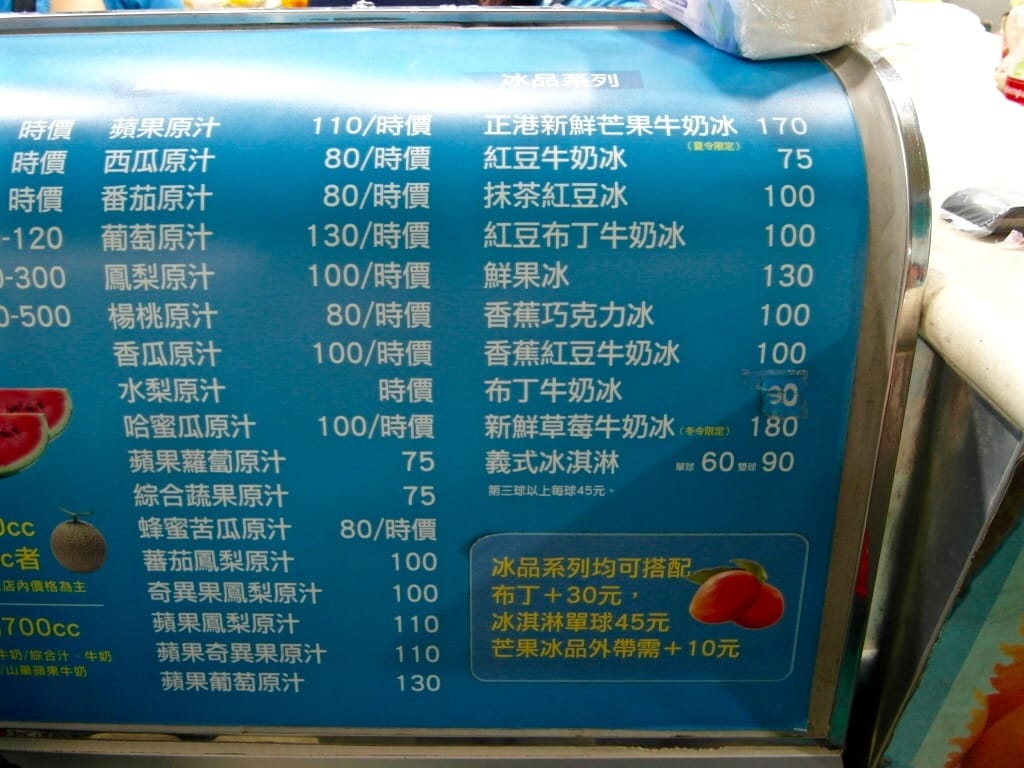 冰品系列
時價
時價
時價
-120
-300
0-500
蘋果原汁 110/時價
西瓜原汁 80/時價
番茄原汁 80/時價
葡萄原汁 130/時價
鳳梨原汁 100/時價
楊桃原汁 80/時價
香瓜原汁 100/時價
水梨原汁 時價
哈蜜瓜原汁 100/時價
蘋果蘿蔔原汁 75
綜合蔬果原汁 75
蜂蜜苦瓜原汁 80/時價
蕃茄鳳梨原汁 100
奇異果鳳梨原汁 100
蘋果鳳梨原汁 110
蘋果奇異果原汁 110
蘋果葡萄原汁 130
正港新鮮芒果牛奶冰 170
(夏令限定)
紅豆牛奶冰 75
抹茶紅豆冰 100
紅豆布丁牛奶冰 100
鮮果冰 130
香蕉巧克力冰 100
香蕉紅豆牛奶冰 100
布丁牛奶冰 90
新鮮草莓牛奶冰(冬令限定) 180
義式冰淇淋 單球 60 雙球 90
第三球以上每球45元。
冰品系列均可搭配
布丁+30元,
冰淇淋單球45元
芒果冰品外帶需+10元
0cc
c者
店內價格為主
700cc
牛奶/綜合汁、牛奶
/山藥蘋果牛奶